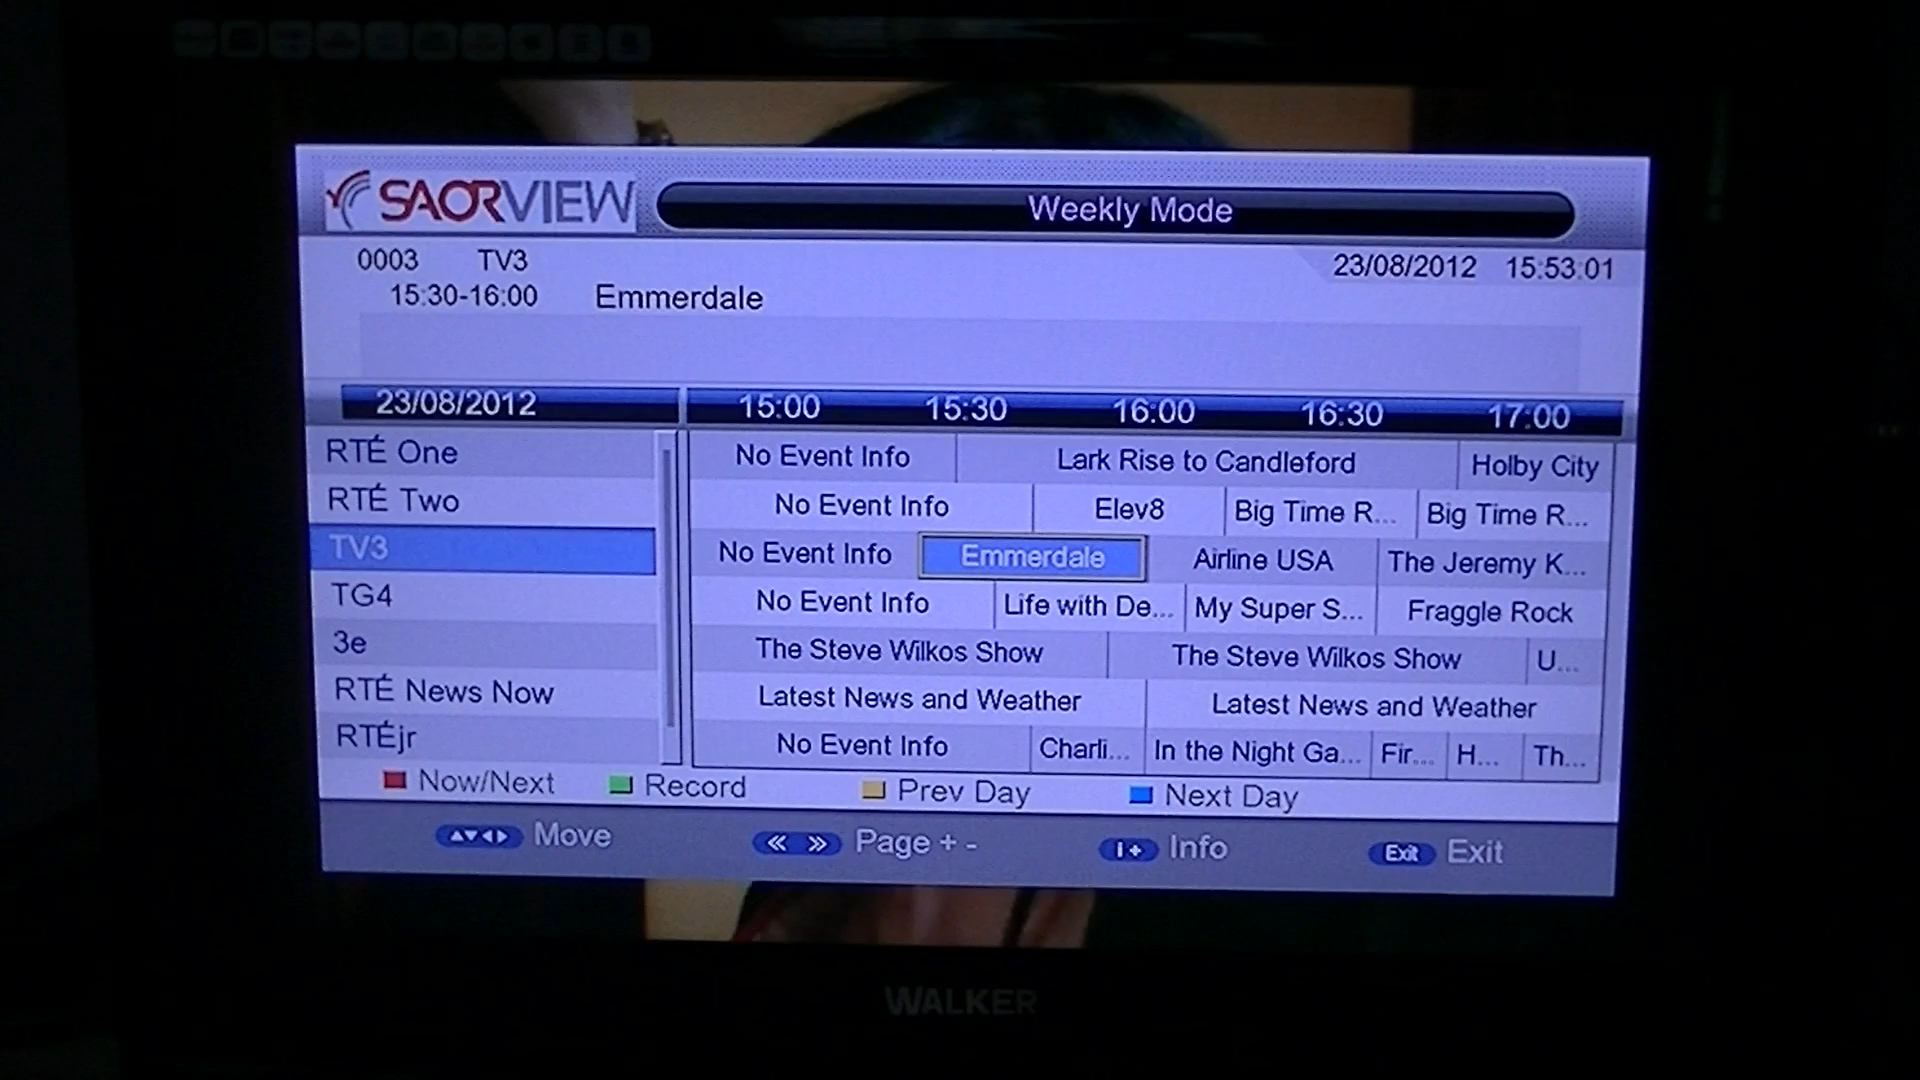 SAORVIEW
Weekly Mode
0003 TV3 23/08/2012 15:53:01
15:30-16:00 Emmerdale
23/08/2012 15:00 15:30 16:00 16:30 17:00
RTÉ One No Event Info Lark Rise to Candleford Holby City
RTÉ Two No Event Info Elev8 Big Time R... Big Time R...
TV3 No Event Info Emmerdale Airline USA The Jeremy K...
TG4 No Event Info Life with De... My Super S... Fraggle Rock
3e The Steve Wilkos Show The Steve Wilkos Show U...
RTÉ News Now Latest News and Weather Latest News and Weather
RTÉjr No Event Info Charli... In the Night Ga... Fir... H... Th...
Now/Next Record Prev Day Next Day
Move Page + - i+ Info Exit Exit
WALKER